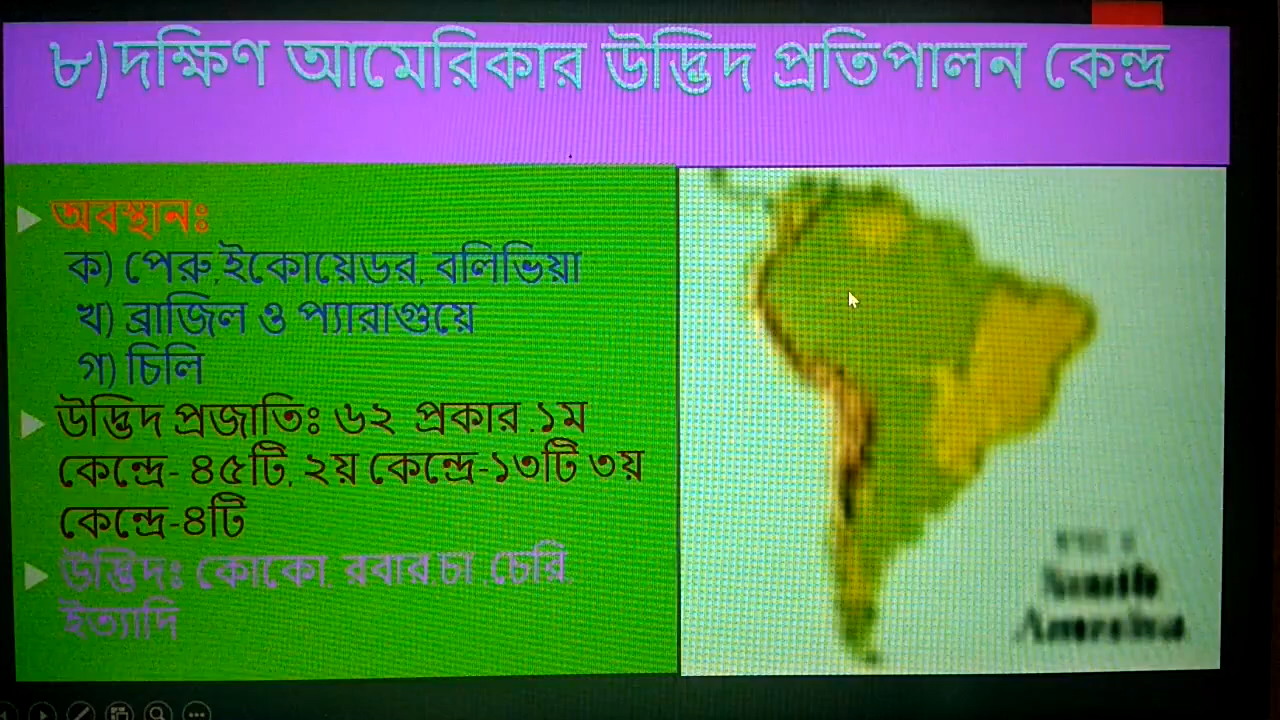 ৮) দক্ষিণ আমেরিকার উদ্ভিদ প্রতিপালন কেন্দ্র
অবস্থানঃ
ক) পেরু,ইকোয়েডর, বলিভিয়া
খ) ব্রাজিল ও প্যারাগুয়ে
গ) চিলি
উদ্ভিদ প্রজাতিঃ ৬২ প্রকার .১ম
কেন্দ্রে- ৪৫টি, ২য় কেন্দ্রে-১৩টি ৩য়
কেন্দ্রে-৪টি
উদ্ভিদঃ কোকো, রবার চা ,চেরি
ইত্যাদি
South
America